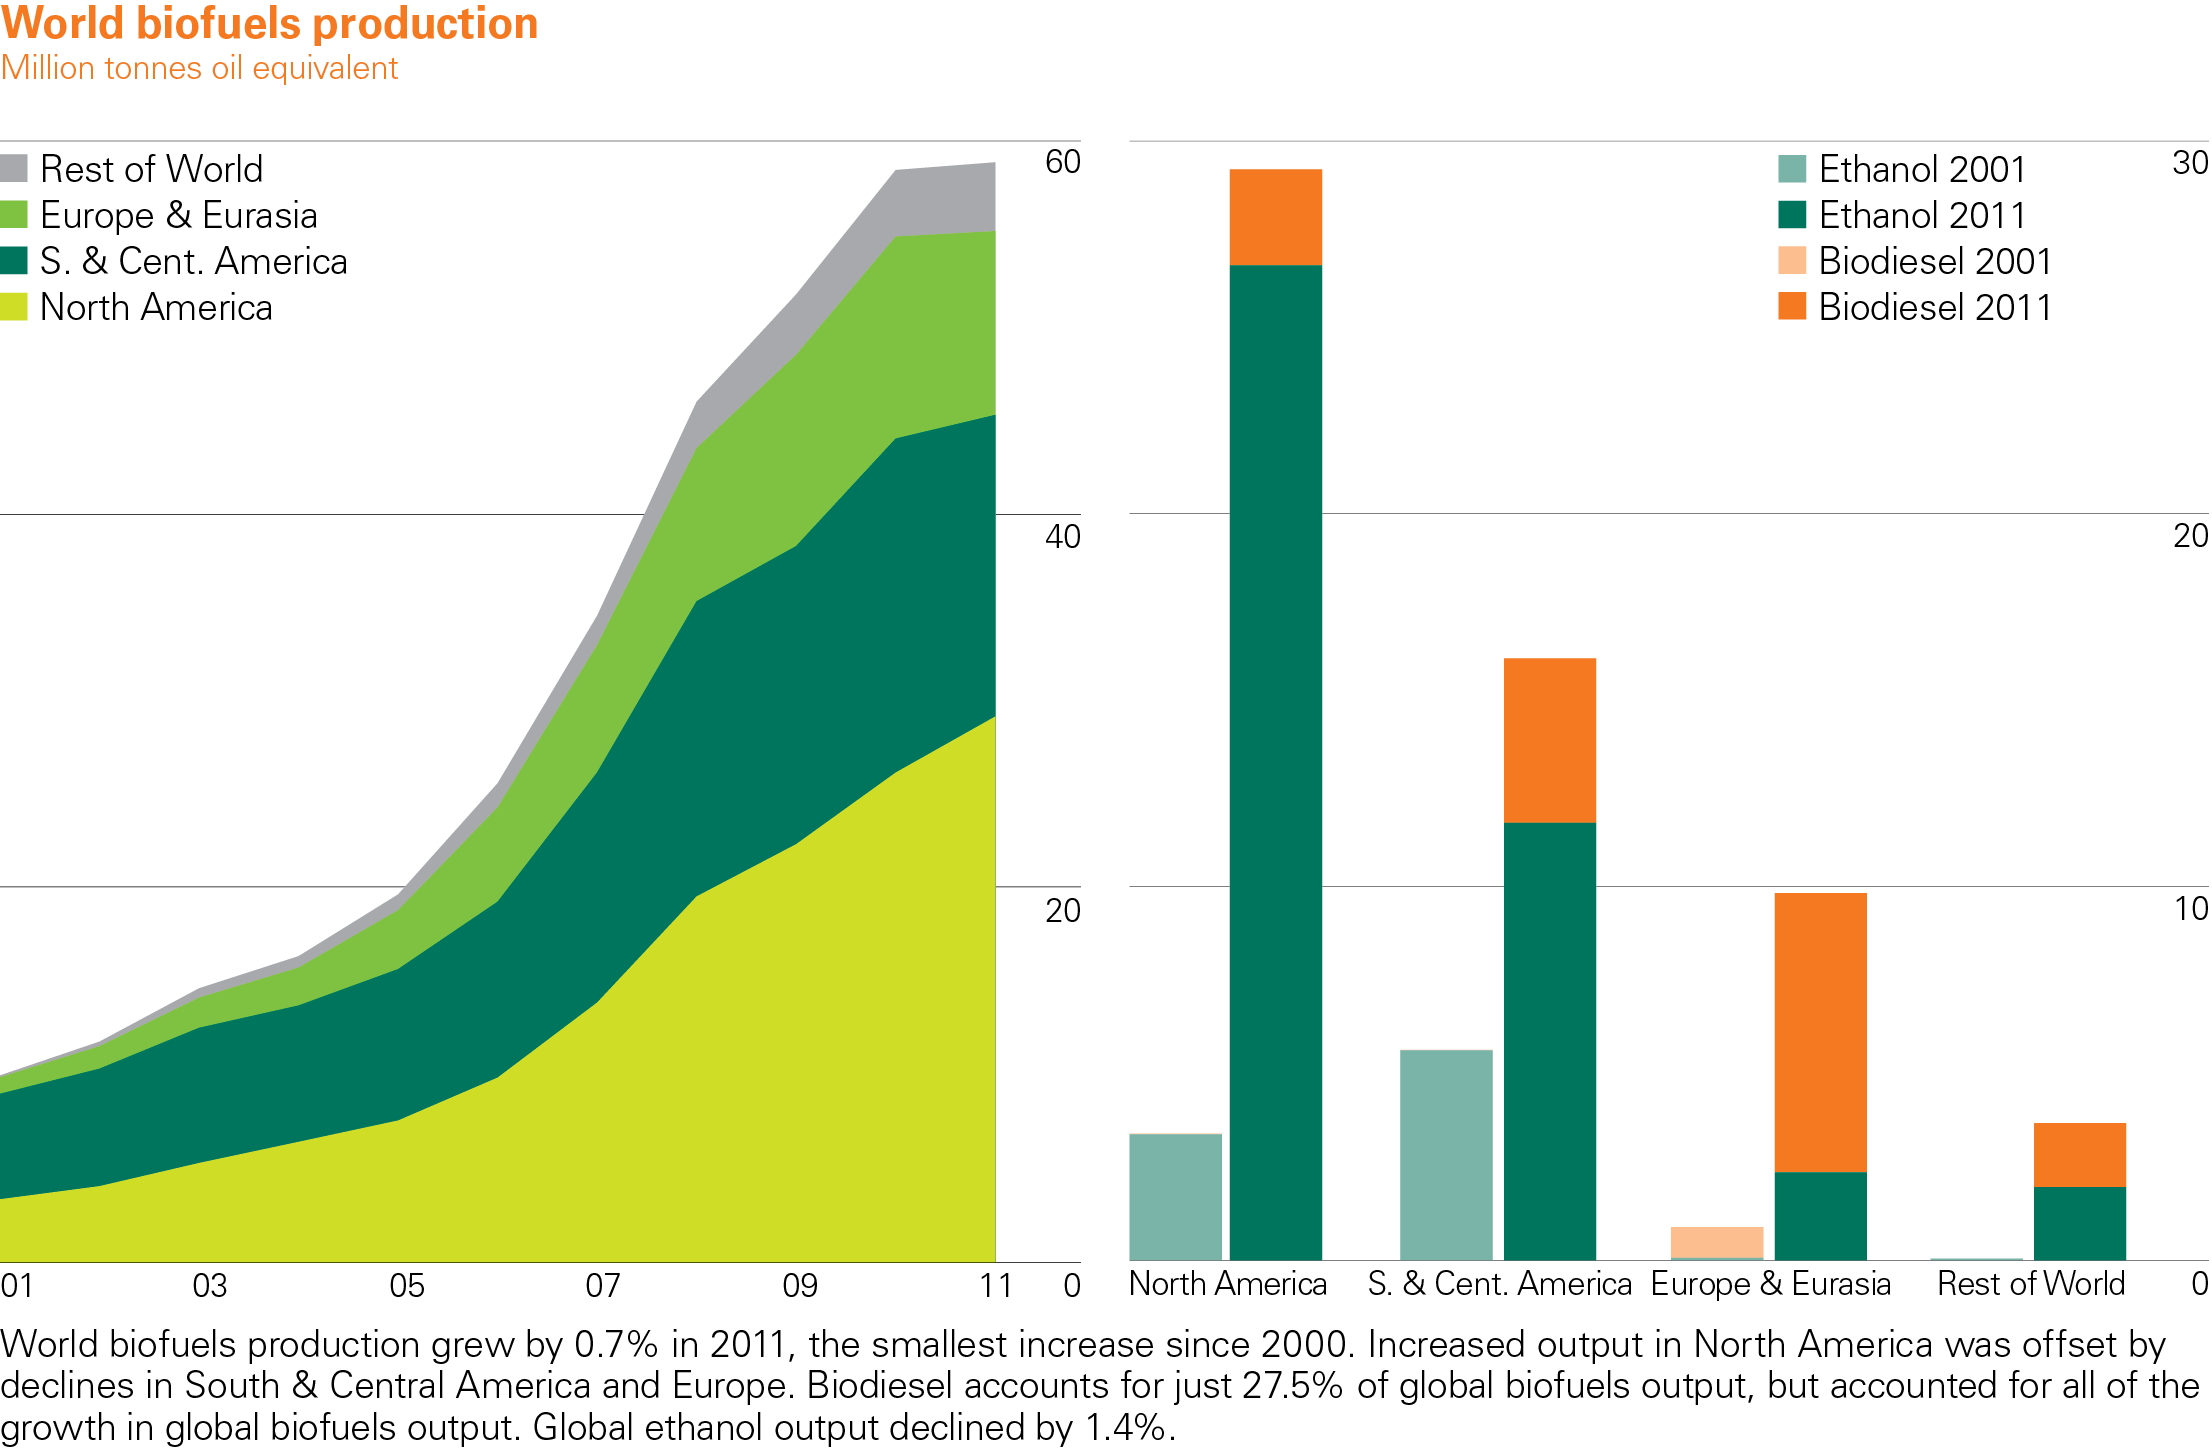 World biofuels production
Million tonnes oil equivalent
Rest of World
Europe & Eurasia
S. & Cent. America
North America
60
40
20
0
01 03 05 07 09 11
Ethanol 2001
Ethanol 2011
Biodiesel 2001
Biodiesel 2011
30
20
10
0
North America S. & Cent. America Europe & Eurasia Rest of World
World biofuels production grew by 0.7% in 2011, the smallest increase since 2000. Increased output in North America was offset by
declines in South & Central America and Europe. Biodiesel accounts for just 27.5% of global biofuels output, but accounted for all of the
growth in global biofuels output. Global ethanol output declined by 1.4%.